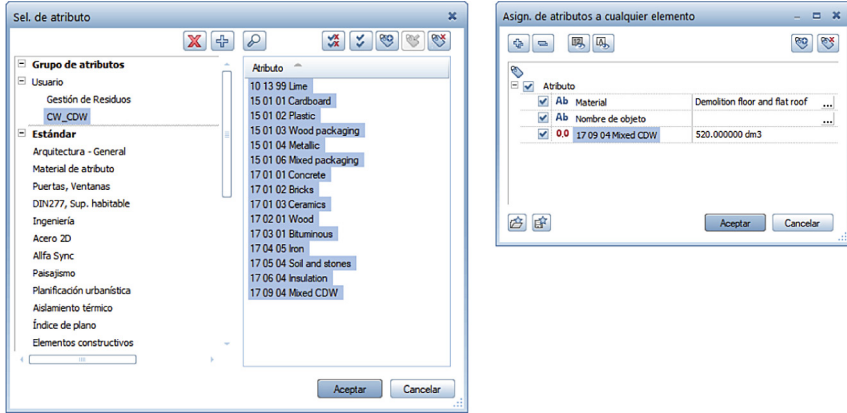 Sel. de atributo
Grupo de atributos
Usuario
Gestión de Residuos
CW_CDW
Estándar
Arquitectura - General
Material de atributo
Puertas, Ventanas
DIN277, Sup. habitable
Ingeniería
Acero 2D
Allfa Sync
Paisajismo
Planificación urbanística
Aislamiento térmico
Índice de plano
Elementos constructivos
Atributo
10 13 99 Lime
15 01 01 Cardboard
15 01 02 Plastic
15 01 03 Wood packaging
15 01 04 Metallic
15 01 06 Mixed packaging
17 01 01 Concrete
17 01 02 Bricks
17 01 03 Ceramics
17 02 01 Wood
17 03 01 Bituminous
17 04 05 Iron
17 05 04 Soil and stones
17 06 04 Insulation
17 09 04 Mixed CDW
Aceptar Cancelar
Asign. de atributos a cualquier elemento
Atributo
Ab Material Demolition floor and flat roof ...
Ab Nombre de objeto ...
0,0 17 09 04 Mixed CDW 520.000000 dm3
Aceptar Cancelar